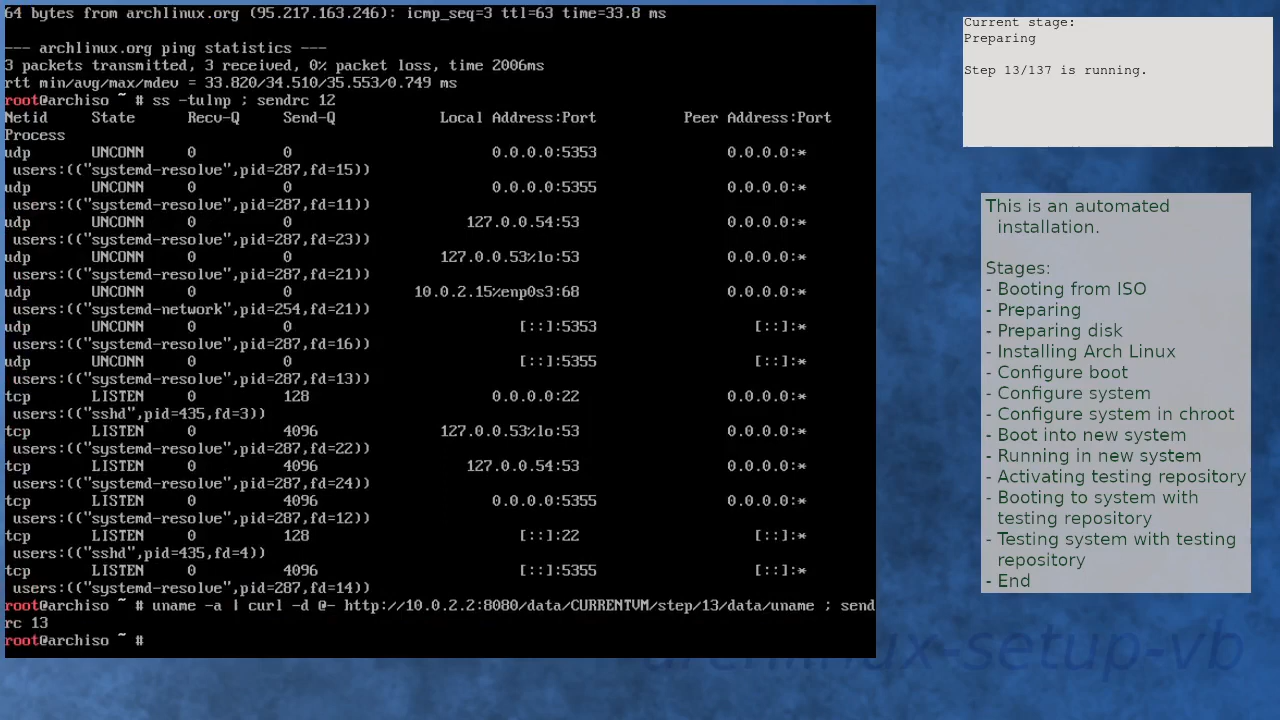 64 bytes from archlinux.org (95.217.163.246): icmp_seq=3 ttl=63 time=33.8 ms
--- archlinux.org ping statistics ---
3 packets transmitted, 3 received, 0% packet loss, time 2006ms
rtt min/avg/max/mdev = 33.820/34.510/35.553/0.749 ms
root@archiso ~ # ss -tulnp ; sendrc 12
Netid State Recv-Q Send-Q Local Address:Port Peer Address:Port
Process
udp UNCONN 0 0 0.0.0.0:5353 0.0.0.0:*
users:(("systemd-resolve",pid=287,fd=15))
udp UNCONN 0 0 0.0.0.0:5355 0.0.0.0:*
users:(("systemd-resolve",pid=287,fd=11))
udp UNCONN 0 0 127.0.0.54:53 0.0.0.0:*
users:(("systemd-resolve",pid=287,fd=23))
udp UNCONN 0 0 127.0.0.53%lo:53 0.0.0.0:*
users:(("systemd-resolve",pid=287,fd=21))
udp UNCONN 0 0 10.0.2.15%enp0s3:68 0.0.0.0:*
users:(("systemd-network",pid=254,fd=21))
udp UNCONN 0 0 [::]:5353 [::]:*
users:(("systemd-resolve",pid=287,fd=16))
udp UNCONN 0 0 [::]:5355 [::]:*
users:(("systemd-resolve",pid=287,fd=13))
tcp LISTEN 0 128 0.0.0.0:22 0.0.0.0:*
users:(("sshd",pid=435,fd=3))
tcp LISTEN 0 4096 127.0.0.53%lo:53 0.0.0.0:*
users:(("systemd-resolve",pid=287,fd=22))
tcp LISTEN 0 4096 127.0.0.54:53 0.0.0.0:*
users:(("systemd-resolve",pid=287,fd=24))
tcp LISTEN 0 4096 0.0.0.0:5355 0.0.0.0:*
users:(("systemd-resolve",pid=287,fd=12))
tcp LISTEN 0 128 [::]:22 [::]:*
users:(("sshd",pid=435,fd=4))
tcp LISTEN 0 4096 [::]:5355 [::]:*
users:(("systemd-resolve",pid=287,fd=14))
root@archiso ~ # uname -a | curl -d @- http://10.0.2.2:8080/data/CURRENTVM/step/13/data/uname ; send
rc 13
root@archiso ~ #
Current stage:
Preparing
Step 13/137 is running.
This is an automated
installation.
Stages:
- Booting from ISO
- Preparing
- Preparing disk
- Installing Arch Linux
- Configure boot
- Configure system
- Configure system in chroot
- Boot into new system
- Running in new system
- Activating testing repository
- Booting to system with
testing repository
- Testing system with testing
repository
- End
archlinux-setup-vb